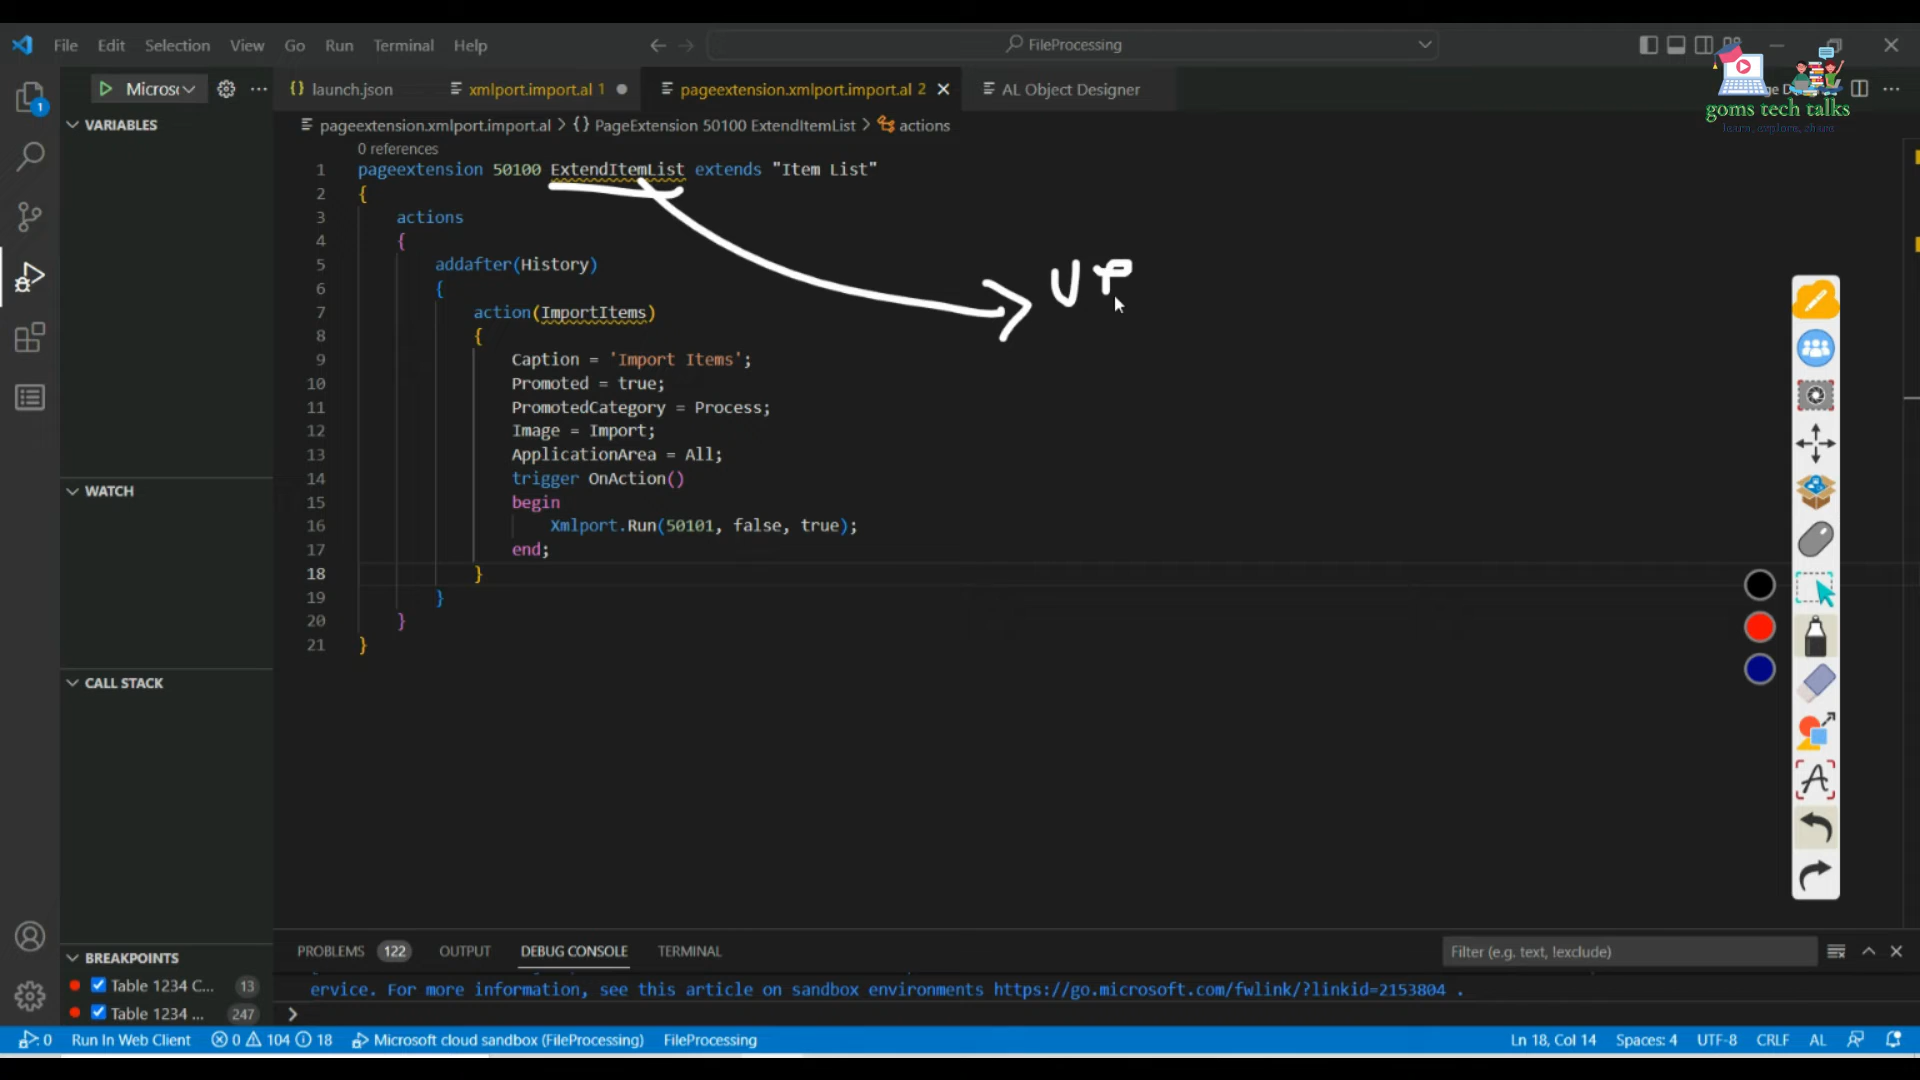 File Edit Selection View Go Run Terminal Help
FileProcessing
Micros
launch.json
xmlport.import.al 1
pageextension.xmlport.import.al 2
AL Object Designer
goms tech talks
learn, explore, share
1
VARIABLES
pageextension.xmlport.import.al > {} PageExtension 50100 ExtendItemList > actions
0 references
1 pageextension 50100 ExtendItemList extends "Item List"
2 {
3 actions
4 {
5 addafter(History)
6 {
7 action(ImportItems)
8 {
9 Caption = 'Import Items';
10 Promoted = true;
11 PromotedCategory = Process;
12 Image = Import;
13 ApplicationArea = All;
14 trigger OnAction()
15 begin
16 Xmlport.Run(50101, false, true);
17 end;
18 }
19 }
20 }
21 }
WATCH
CALL STACK
BREAKPOINTS
Table 1234 C... 13
Table 1234 ... 247
PROBLEMS 122 OUTPUT DEBUG CONSOLE TERMINAL
Filter (e.g. text, !exclude)
ervice. For more information, see this article on sandbox environments https://go.microsoft.com/fwlink/?linkid=2153804 .
0 Run In Web Client 0 104 18 Microsoft cloud sandbox (FileProcessing) FileProcessing
Ln 18, Col 14 Spaces: 4 UTF-8 CRLF AL